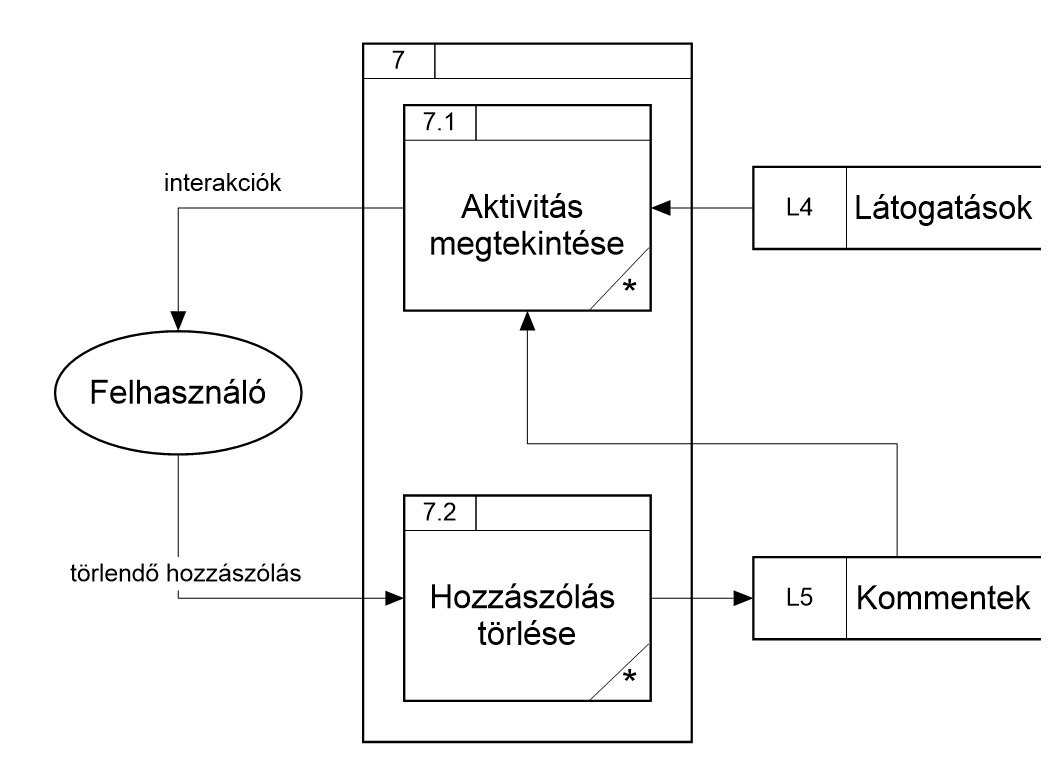 7
7.1
Aktivitás
megtekintése
*
interakciók
L4
Látogatások
Felhasználó
7.2
Hozzászólás
törlése
*
törlendő hozzászólás
L5
Kommentek